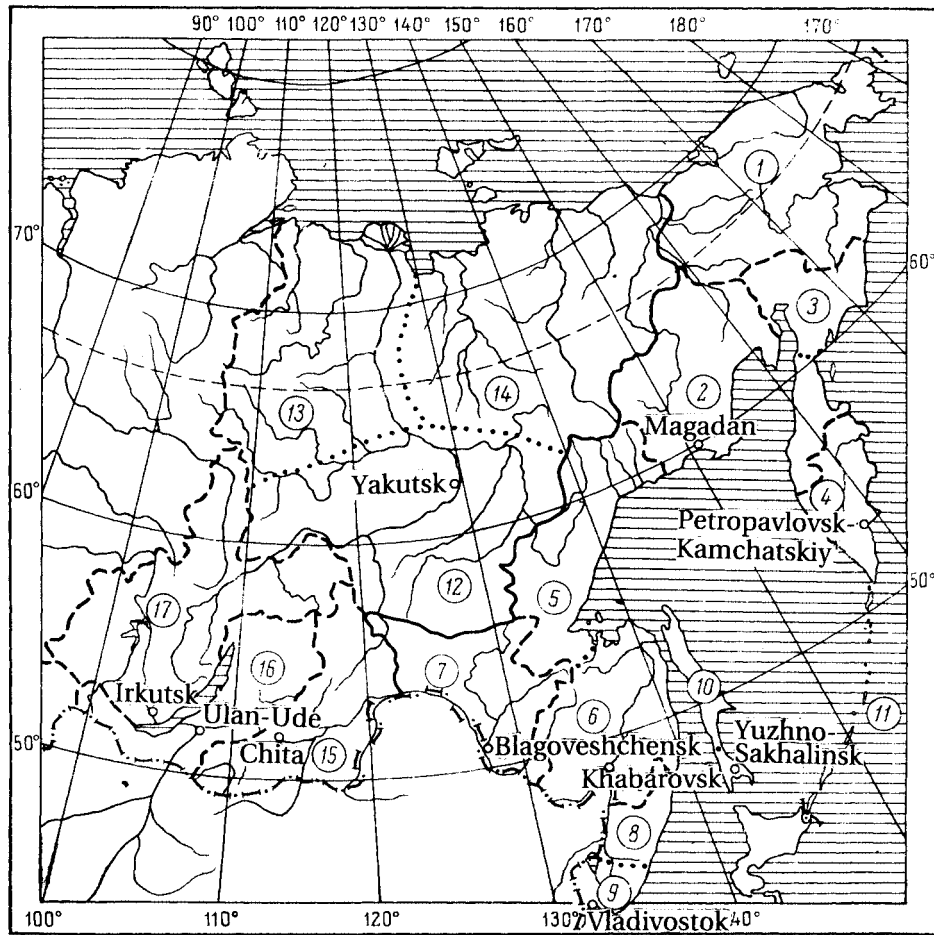 90° 100° 110° 120° 130° 140° 150° 160° 170° 180° 170°
1
70°
60°
3
14
13
2
Magadan
Yakutsk
60°
4
Petropavlovsk-
Kamchatskiy
50°
12
17
5
7
16
10
Irkutsk
6
11
Ulan-Ude
Yuzhno-
Sakhalinsk
Chita
15
Blagoveshchensk
50°
Khabarovsk
8
9
100° 110° 120° 130° Vladivostok 140°